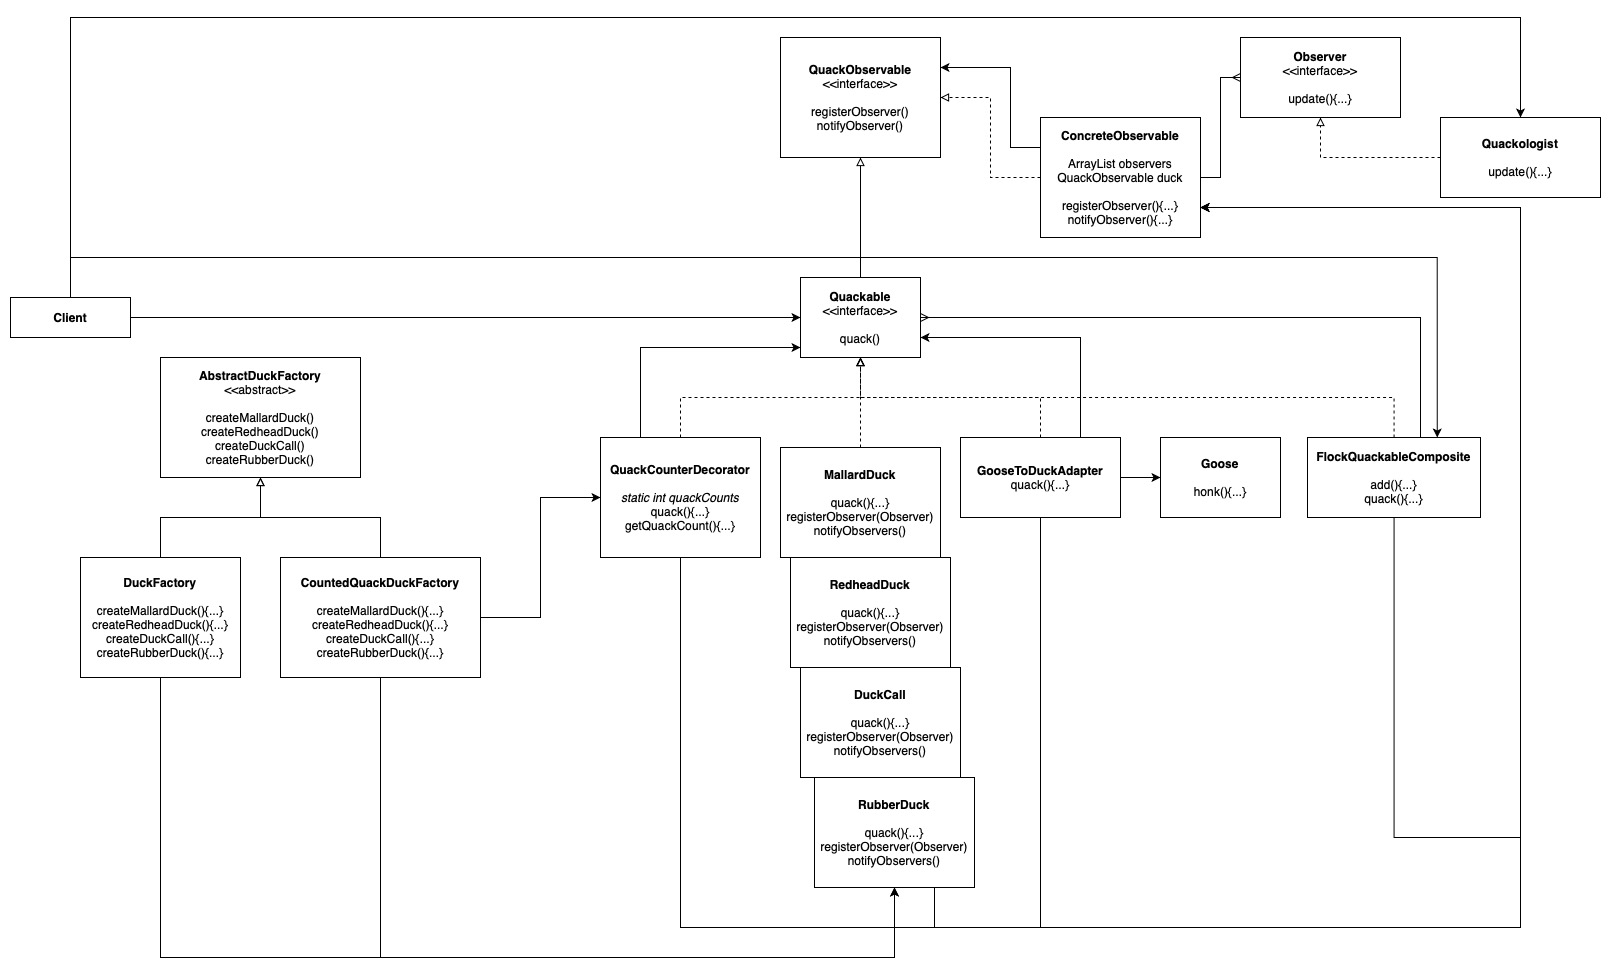 QuackObservable
<<interface>>
registerObserver()
notifyObserver()
Observer
<<interface>>
update(){...}
ConcreteObservable
ArrayList observers
QuackObservable duck
registerObserver(){...}
notifyObserver(){...}
Quackologist
update(){...}
Client
Quackable
<<interface>>
quack()
AbstractDuckFactory
<<abstract>>
createMallardDuck()
createRedheadDuck()
createDuckCall()
createRubberDuck()
QuackCounterDecorator
static int quackCounts
quack(){...}
getQuackCount(){...}
MallardDuck
quack(){...}
registerObserver(Observer)
notifyObservers()
GooseToDuckAdapter
quack(){...}
Goose
honk(){...}
FlockQuackableComposite
add(){...}
quack(){...}
DuckFactory
createMallardDuck(){...}
createRedheadDuck(){...}
createDuckCall(){...}
createRubberDuck(){...}
CountedQuackDuckFactory
createMallardDuck(){...}
createRedheadDuck(){...}
createDuckCall(){...}
createRubberDuck(){...}
RedheadDuck
quack(){...}
registerObserver(Observer)
notifyObservers()
DuckCall
quack(){...}
registerObserver(Observer)
notifyObservers()
RubberDuck
quack(){...}
registerObserver(Observer)
notifyObservers()